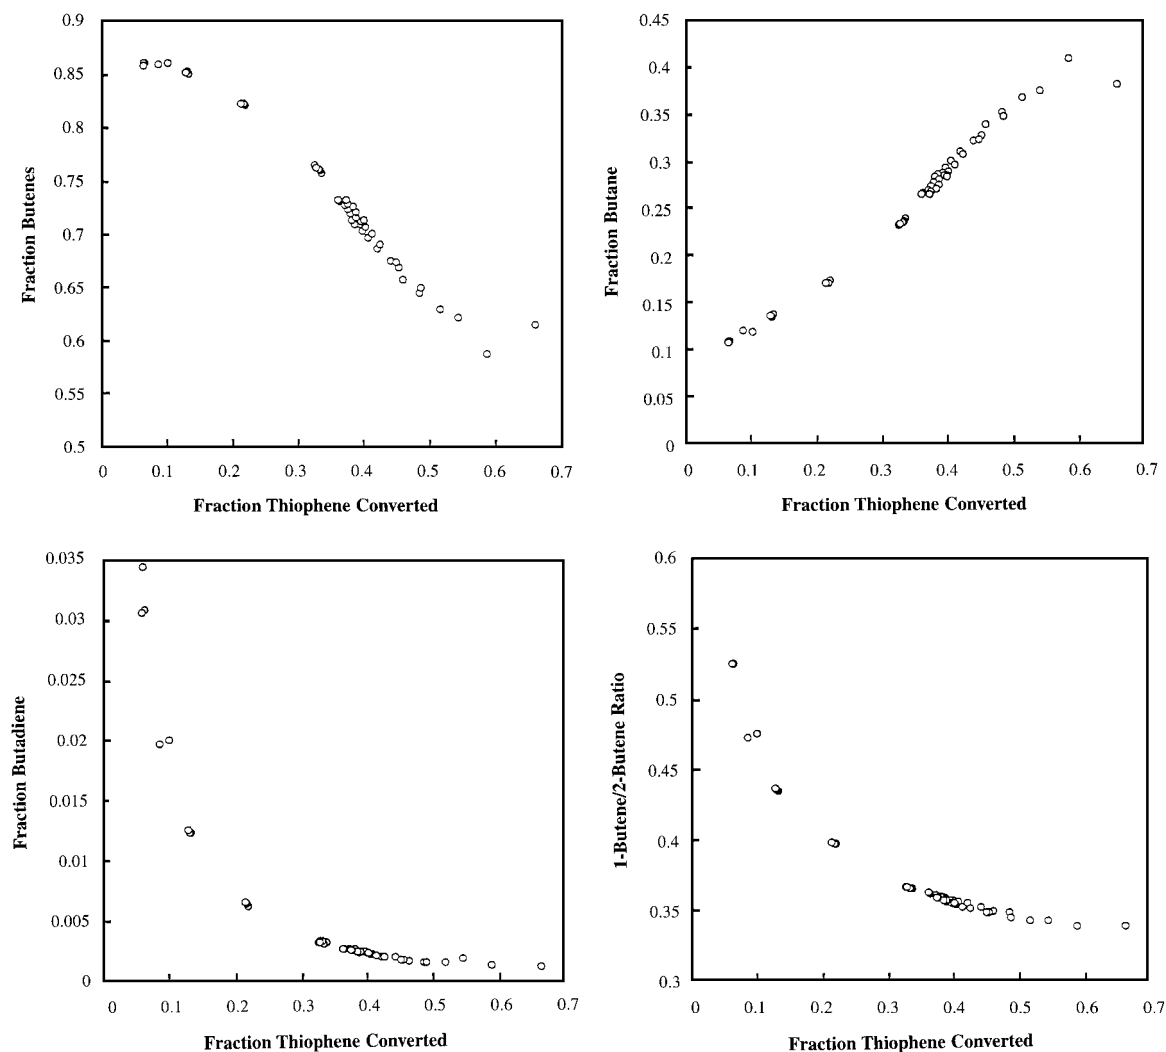 0.9
0.85
0.8
0.75
0.7
0.65
0.6
0.55
0.5
Fraction Butenes
0 0.1 0.2 0.3 0.4 0.5 0.6 0.7
Fraction Thiophene Converted
0.45
0.4
0.35
0.3
0.25
0.2
0.15
0.1
0.05
0
Fraction Butane
0 0.1 0.2 0.3 0.4 0.5 0.6 0.7
Fraction Thiophene Converted
0.035
0.03
0.025
0.02
0.015
0.01
0.005
0
Fraction Butadiene
0 0.1 0.2 0.3 0.4 0.5 0.6 0.7
Fraction Thiophene Converted
0.6
0.55
0.5
0.45
0.4
0.35
0.3
1-Butene/2-Butene Ratio
0 0.1 0.2 0.3 0.4 0.5 0.6 0.7
Fraction Thiophene Converted